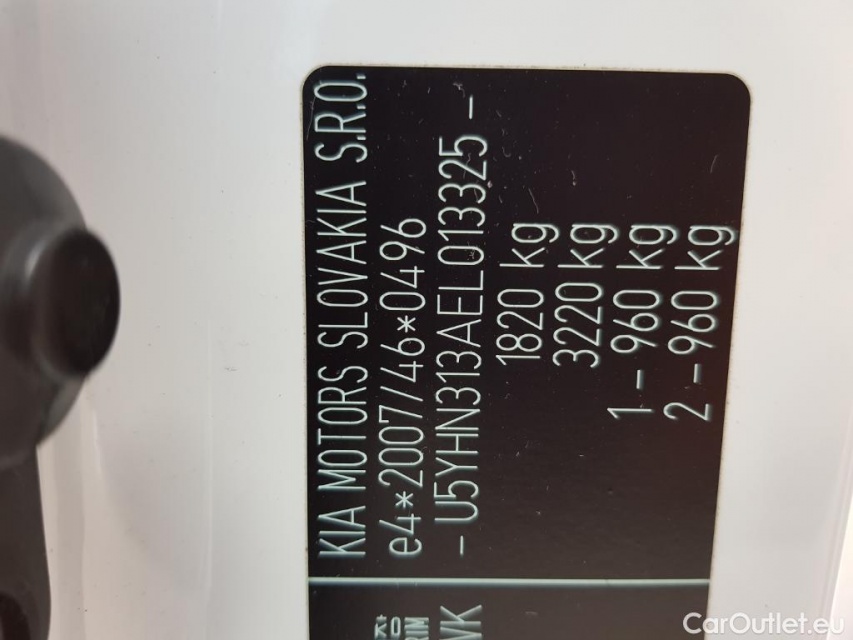 KIA MOTORS SLOVAKIA S.R.O.
e4*2007/46*0496
- U5YHN313AEL013325 -
1820 kg
3220 kg
1 - 960 kg
2 - 960 kg
CarOutlet.eu